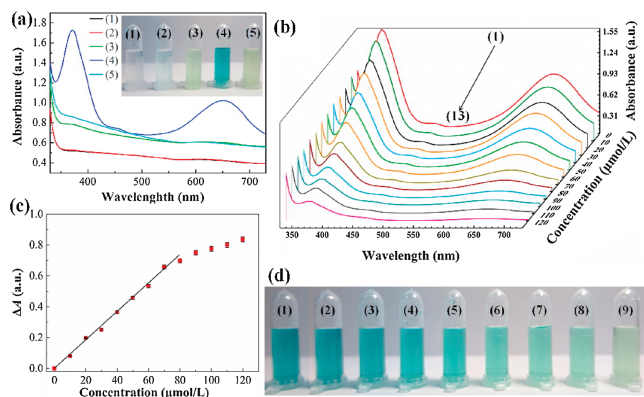 (a)
(1)
(2)
(3)
(4)
(5)
(1) (2) (3) (4) (5)
Absorbance (a.u.)
1.8
1.6
1.4
1.2
1.0
0.8
0.6
0.4
400 500 600 700
Wavelenghth (nm)
(b)
(1)
(13)
1.55
1.24
0.93
0.62
0.31
Absorbance (a.u.)
350 400 450 500 550 600 650 700
Wavelength (nm)
0
10
20
30
40
50
60
70
80
90
100
110
120
Concentration (μmol/L)
(c)
ΔA (a.u.)
1.0
0.8
0.6
0.4
0.2
0.0
0 20 40 60 80 100 120
Concentration (μmol/L)
(d)
(1) (2) (3) (4) (5) (6) (7) (8) (9)